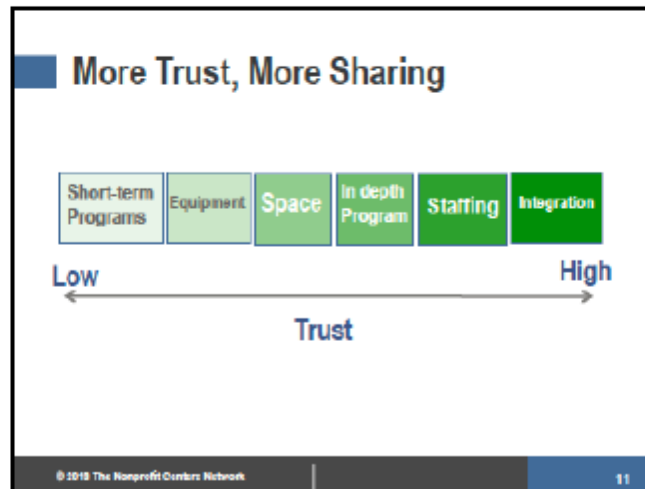 More Trust, More Sharing
Short-term
Programs
Equipment
Space
In depth
Program
Staffing
Integration
Low
High
Trust
© 2018 The Nonprofit Centers Network
11